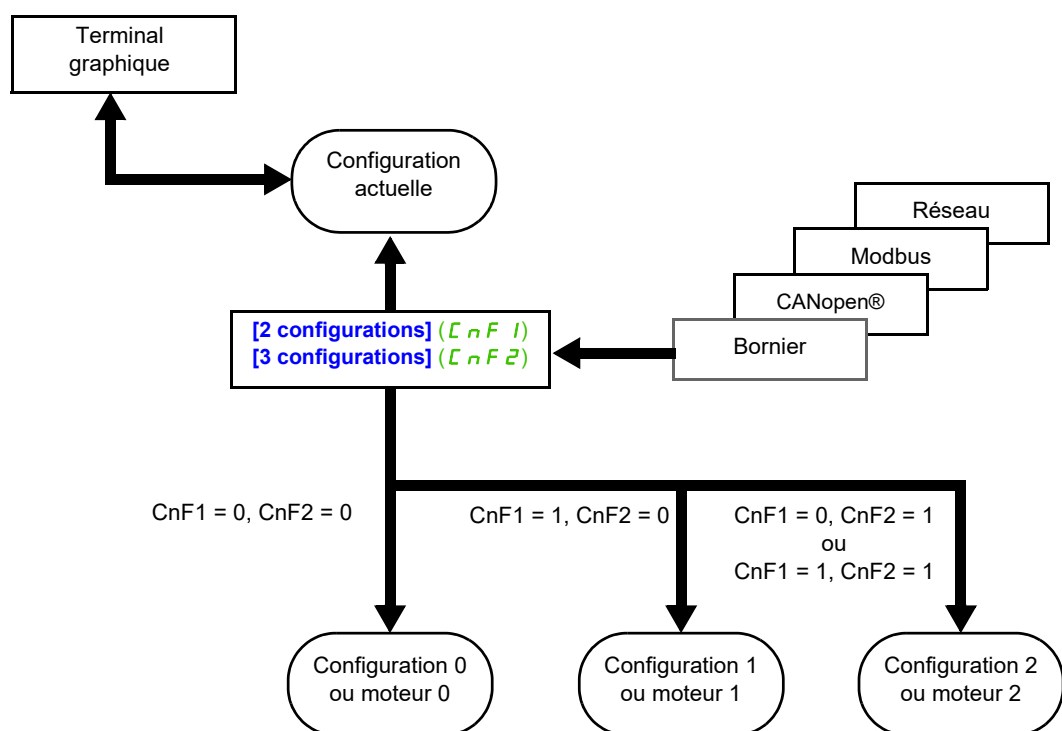 Terminal
graphique
Configuration
actuelle
Réseau
Modbus
CANopen®
Bornier
[2 configurations] (CnF1)
[3 configurations] (CnF2)
CnF1 = 0, CnF2 = 0
CnF1 = 1, CnF2 = 0
CnF1 = 0, CnF2 = 1
ou
CnF1 = 1, CnF2 = 1
Configuration 0
ou moteur 0
Configuration 1
ou moteur 1
Configuration 2
ou moteur 2